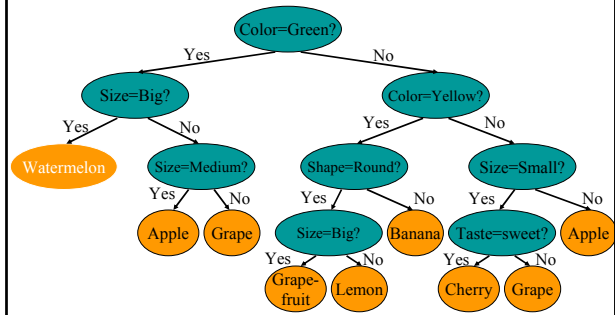 Color=Green?
Yes
No
Size=Big?
Color=Yellow?
Yes
No
Yes
No
Watermelon
Size=Medium?
Shape=Round?
Size=Small?
Yes
No
Yes
No
Yes
No
Apple
Grape
Size=Big?
Banana
Taste=sweet?
Apple
Yes
No
Yes
No
Grape-
fruit
Lemon
Cherry
Grape